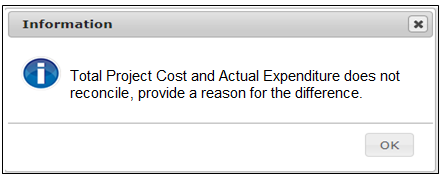 Information
Total Project Cost and Actual Expenditure does not
reconcile, provide a reason for the difference.
OK